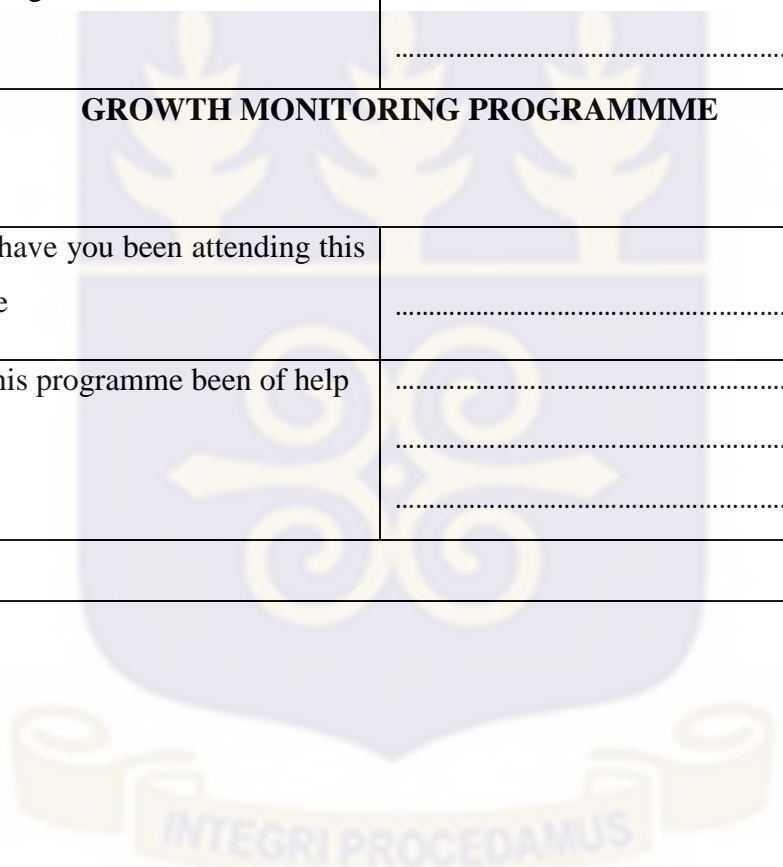 GROWTH MONITORING PROGRAMMME
have you been attending this
e
his programme been of help
INTEGRI PROCEDAMUS